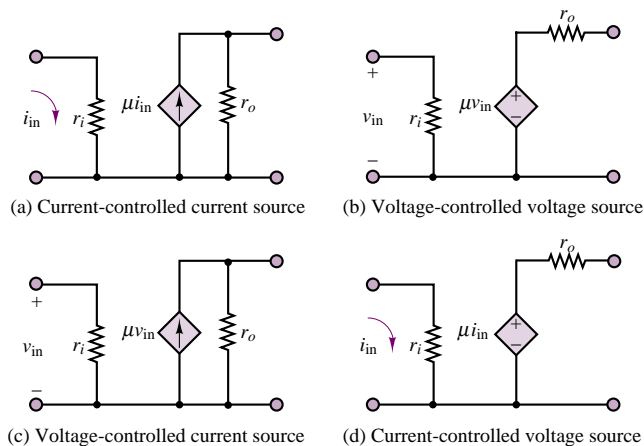 i_in
r_i
μi_in
r_o
(a) Current-controlled current source
+
v_in
−
r_i
μv_in
+
−
r_o
(b) Voltage-controlled voltage source
+
v_in
−
r_i
μv_in
r_o
(c) Voltage-controlled current source
i_in
r_i
μi_in
+
−
r_o
(d) Current-controlled voltage source